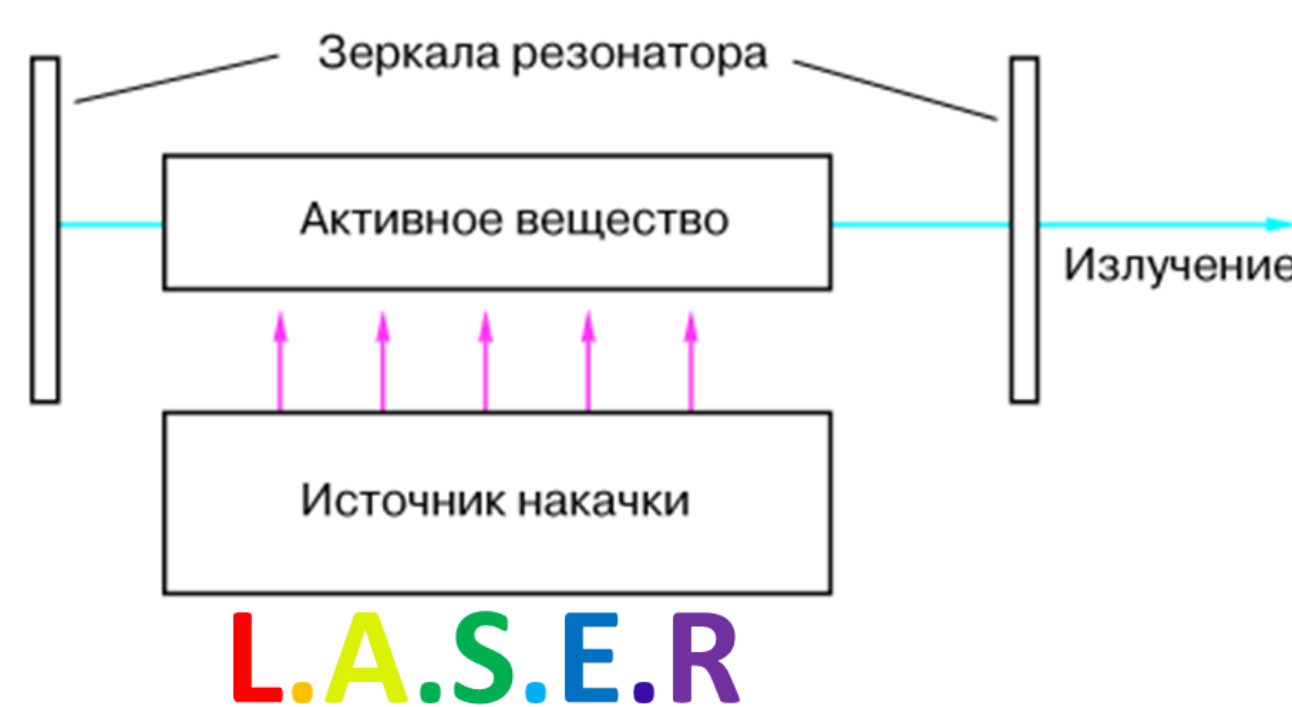 Зеркала резонатора
Активное вещество
Излучение
Источник накачки
L.A.S.E.R